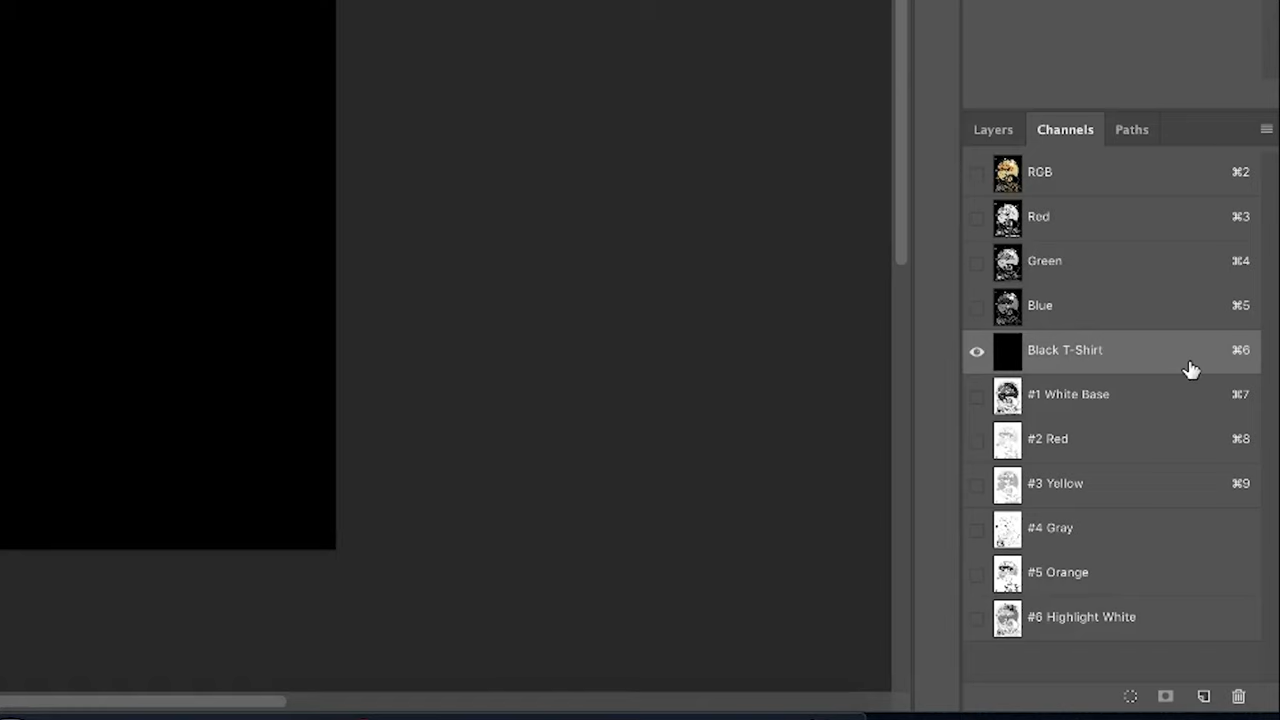 Layers Channels Paths
RGB ⌘2
Red ⌘3
Green ⌘4
Blue ⌘5
Black T-Shirt ⌘6
#1 White Base ⌘7
#2 Red ⌘8
#3 Yellow ⌘9
#4 Gray
#5 Orange
#6 Highlight White